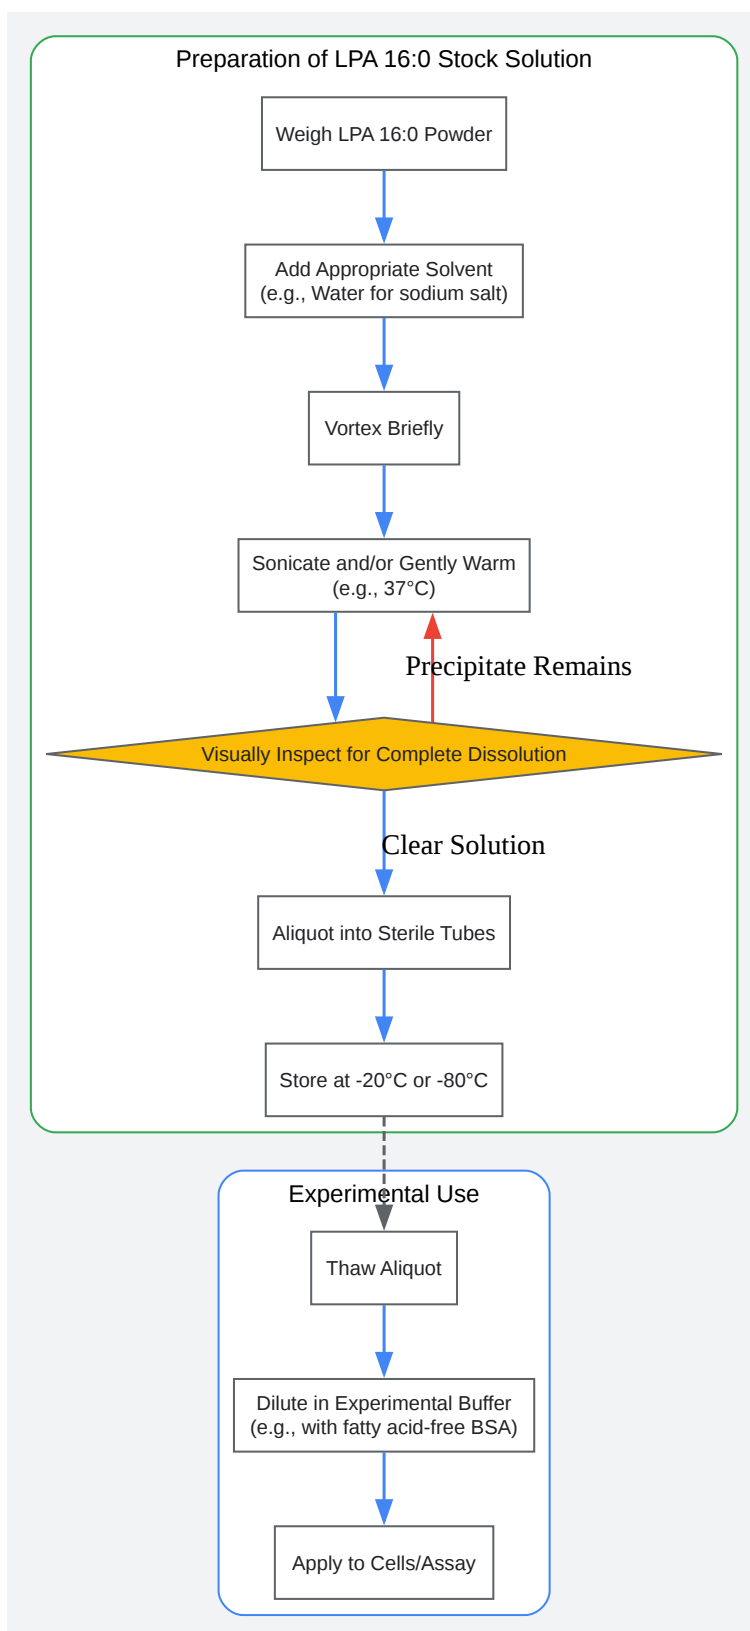 Preparation of LPA 16:0 Stock Solution
Weigh LPA 16:0 Powder
Add Appropriate Solvent
(e.g., Water for sodium salt)
Vortex Briefly
Sonicate and/or Gently Warm
(e.g., 37°C)
Precipitate Remains
Visually Inspect for Complete Dissolution
Clear Solution
Aliquot into Sterile Tubes
Store at -20°C or -80°C
Experimental Use
Thaw Aliquot
Dilute in Experimental Buffer
(e.g., with fatty acid-free BSA)
Apply to Cells/Assay